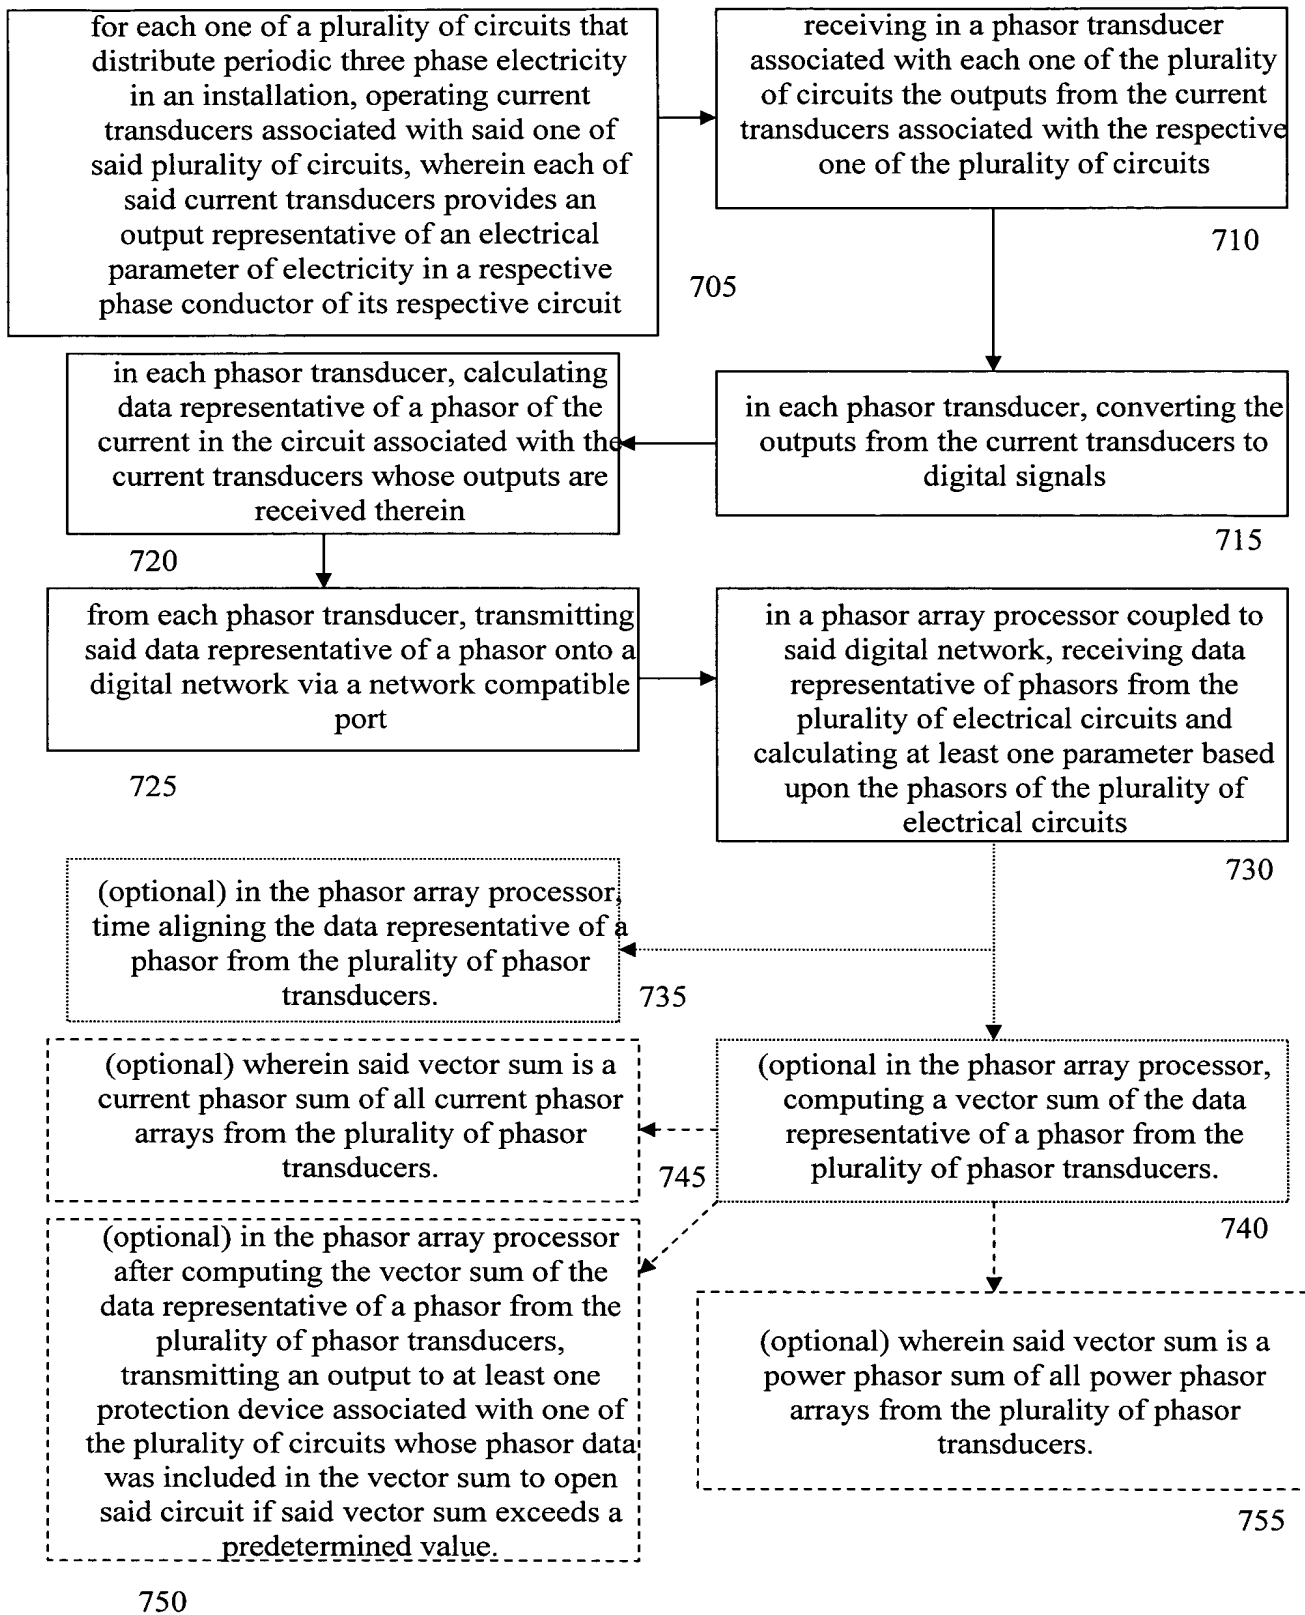 for each one of a plurality of circuits that
distribute periodic three phase electricity
in an installation, operating current
transducers associated with said one of
said plurality of circuits, wherein each of
said current transducers provides an
output representative of an electrical
parameter of electricity in a respective
phase conductor of its respective circuit
705
receiving in a phasor transducer
associated with each one of the plurality
of circuits the outputs from the current
transducers associated with the respective
one of the plurality of circuits
710
in each phasor transducer, converting the
outputs from the current transducers to
digital signals
715
in each phasor transducer, calculating
data representative of a phasor of the
current in the circuit associated with the
current transducers whose outputs are
received therein
720
from each phasor transducer, transmitting
said data representative of a phasor onto a
digital network via a network compatible
port
725
in a phasor array processor coupled to
said digital network, receiving data
representative of phasors from the
plurality of electrical circuits and
calculating at least one parameter based
upon the phasors of the plurality of
electrical circuits
730
(optional) in the phasor array processor,
time aligning the data representative of a
phasor from the plurality of phasor
transducers.
735
(optional in the phasor array processor,
computing a vector sum of the data
representative of a phasor from the
plurality of phasor transducers.
740
(optional) wherein said vector sum is a
current phasor sum of all current phasor
arrays from the plurality of phasor
transducers.
745
(optional) in the phasor array processor
after computing the vector sum of the
data representative of a phasor from the
plurality of phasor transducers,
transmitting an output to at least one
protection device associated with one of
the plurality of circuits whose phasor data
was included in the vector sum to open
said circuit if said vector sum exceeds a
predetermined value.
750
(optional) wherein said vector sum is a
power phasor sum of all power phasor
arrays from the plurality of phasor
transducers.
755